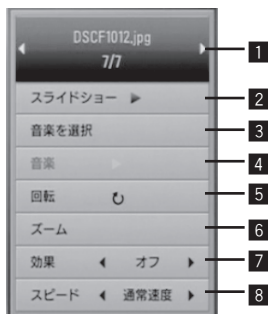 DSCF1012.jpg 1
7/7
スライドショー ▶ 2
音楽を選択 3
音楽 ▶ 4
回転 ↻ 5
ズーム 6
効果 ◀ オフ ▶ 7
スピード ◀ 通常速度 ▶ 8